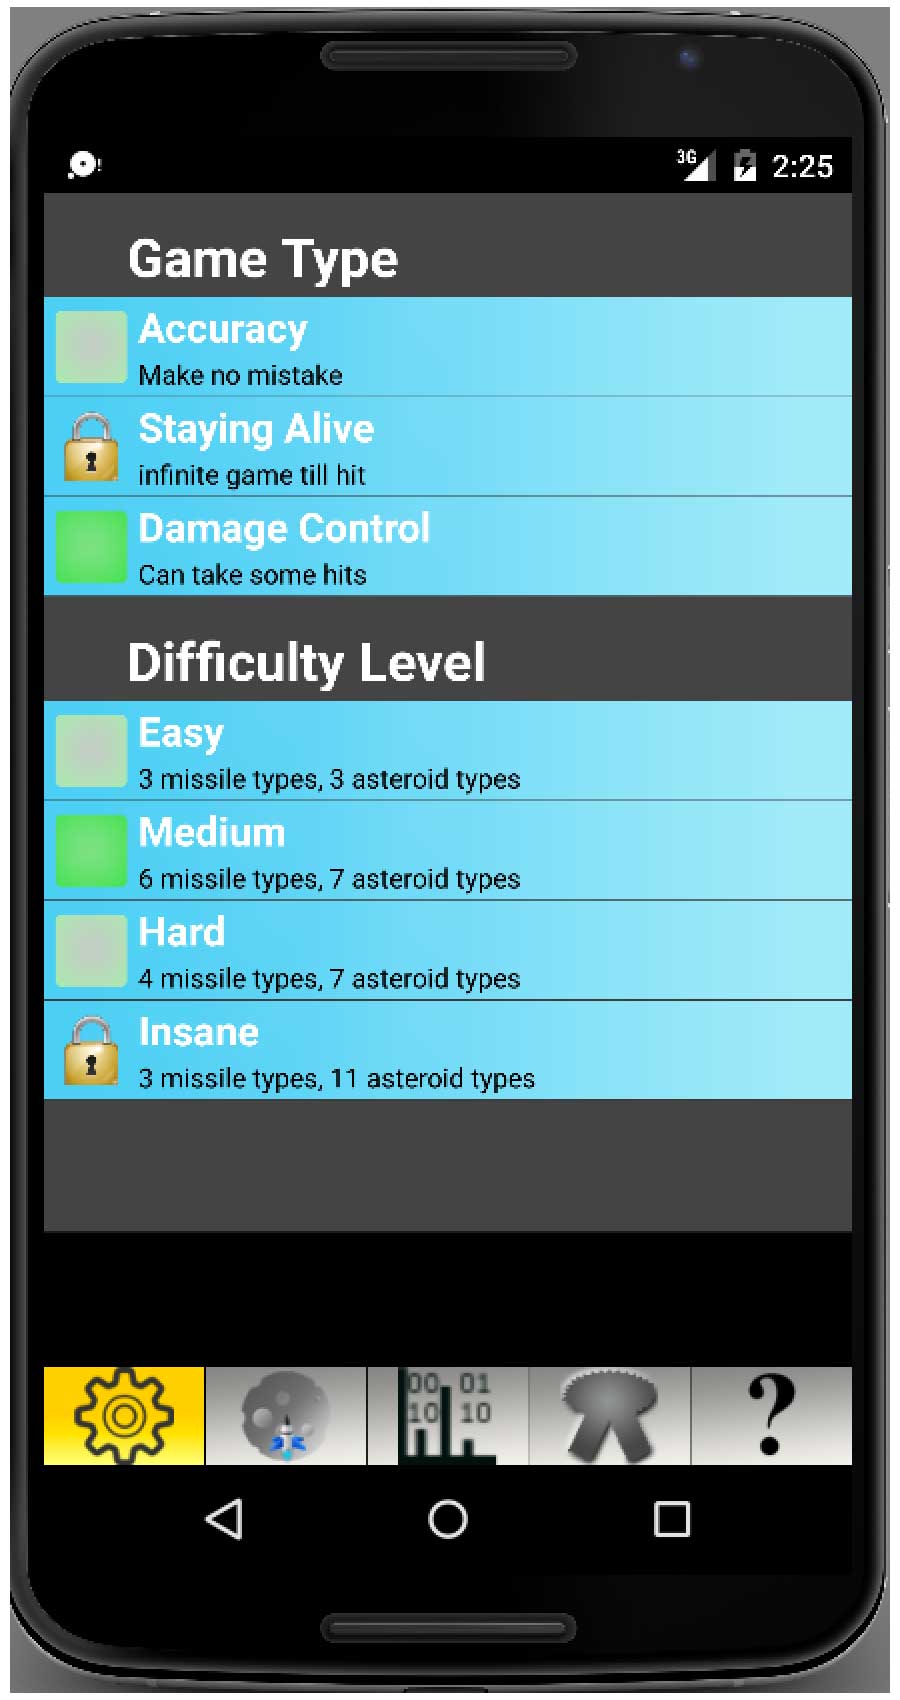 3G 2:25
Game Type
Accuracy
Make no mistake
Staying Alive
infinite game till hit
Damage Control
Can take some hits
Difficulty Level
Easy
3 missile types, 3 asteroid types
Medium
6 missile types, 7 asteroid types
Hard
4 missile types, 7 asteroid types
Insane
3 missile types, 11 asteroid types
00 01
10 10
?